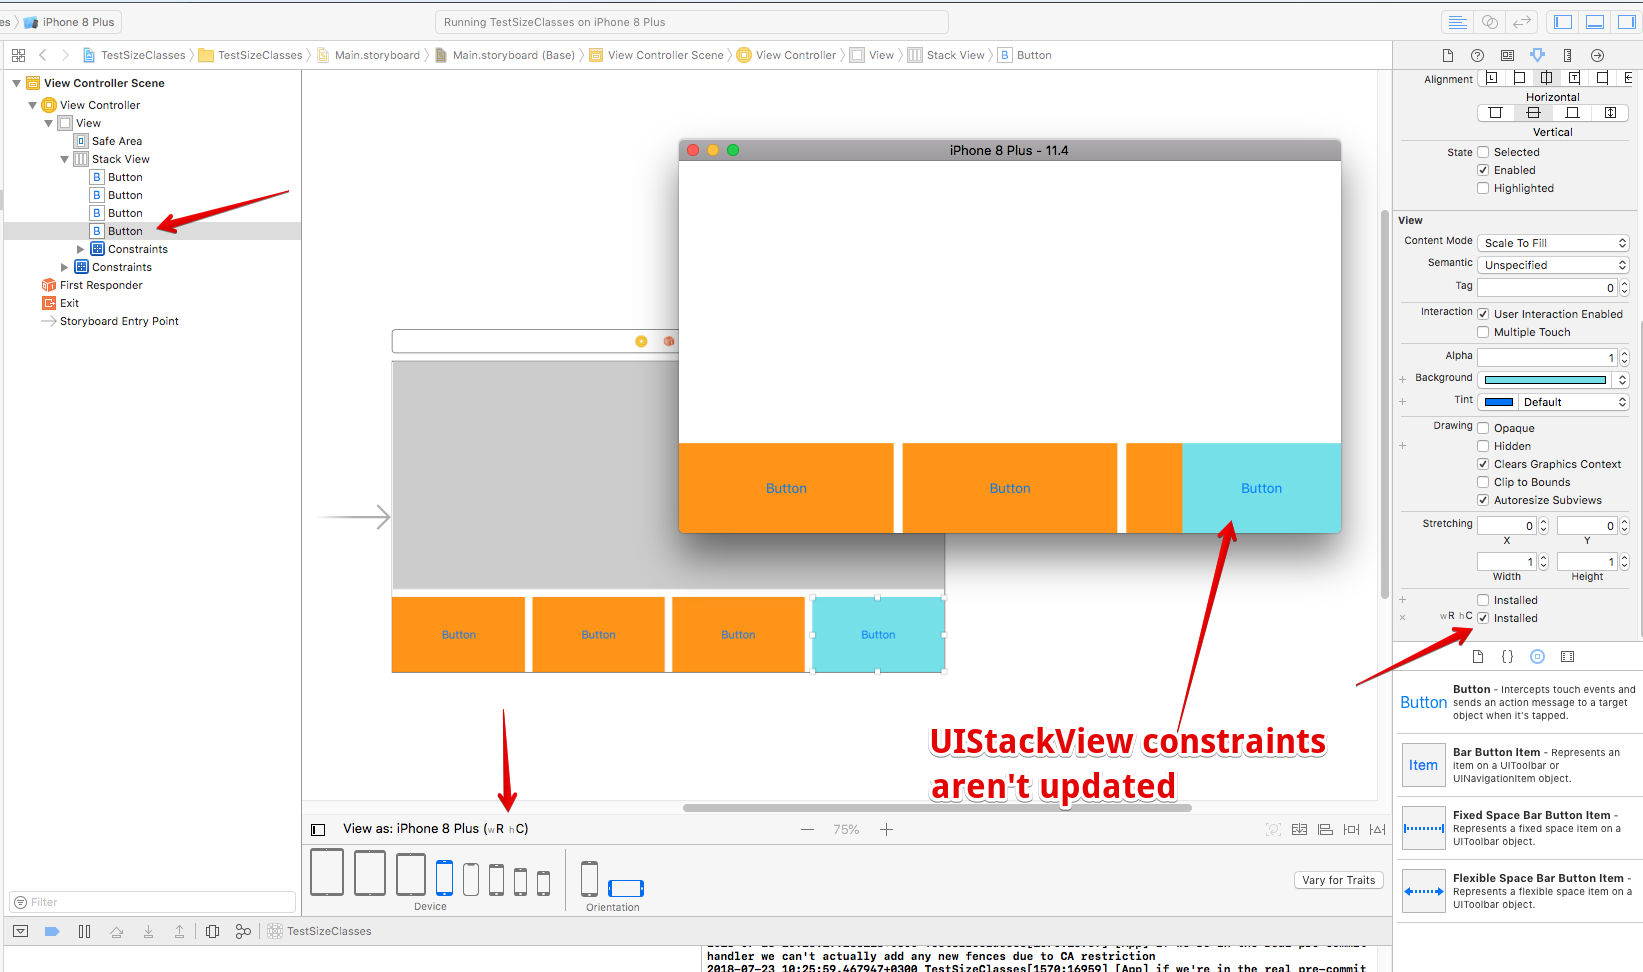 es iPhone 8 Plus
Running TestSizeClasses on iPhone 8 Plus
TestSizeClasses TestSizeClasses Main.storyboard Main.storyboard (Base) View Controller Scene View Controller View Stack View B Button
View Controller Scene
View Controller
View
Safe Area
Stack View
B Button
B Button
B Button
B Button
Constraints
Constraints
First Responder
Exit
Storyboard Entry Point
Filter
iPhone 8 Plus - 11.4
Button Button Button
Button Button Button Button
UIStackView constraints
aren't updated
View as: iPhone 8 Plus (wR hC)
75%
Device
Orientation
Vary for Traits
TestSizeClasses
handler we can't actually add any new fences due to CA restriction
2018-07-23 10:25:59.467947+0300 TestSizeClasses[1570:16959] [App] if we're in the real pre-commit
Alignment
Horizontal
Vertical
State Selected
Enabled
Highlighted
View
Content Mode Scale To Fill
Semantic Unspecified
Tag 0
Interaction User Interaction Enabled
Multiple Touch
Alpha 1
Background
Tint Default
Drawing Opaque
Hidden
Clears Graphics Context
Clip to Bounds
Autoresize Subviews
Stretching 0 0
X Y
1 1
Width Height
+ Installed
× wR hC Installed
Button Button - Intercepts touch events and
sends an action message to a target
object when it's tapped.
Item Bar Button Item - Represents an
item on a UIToolbar or
UINavigationItem object.
Fixed Space Bar Button Item -
Represents a fixed space item on a
UIToolbar object.
Flexible Space Bar Button Item -
Represents a flexible space item on a
UIToolbar object.